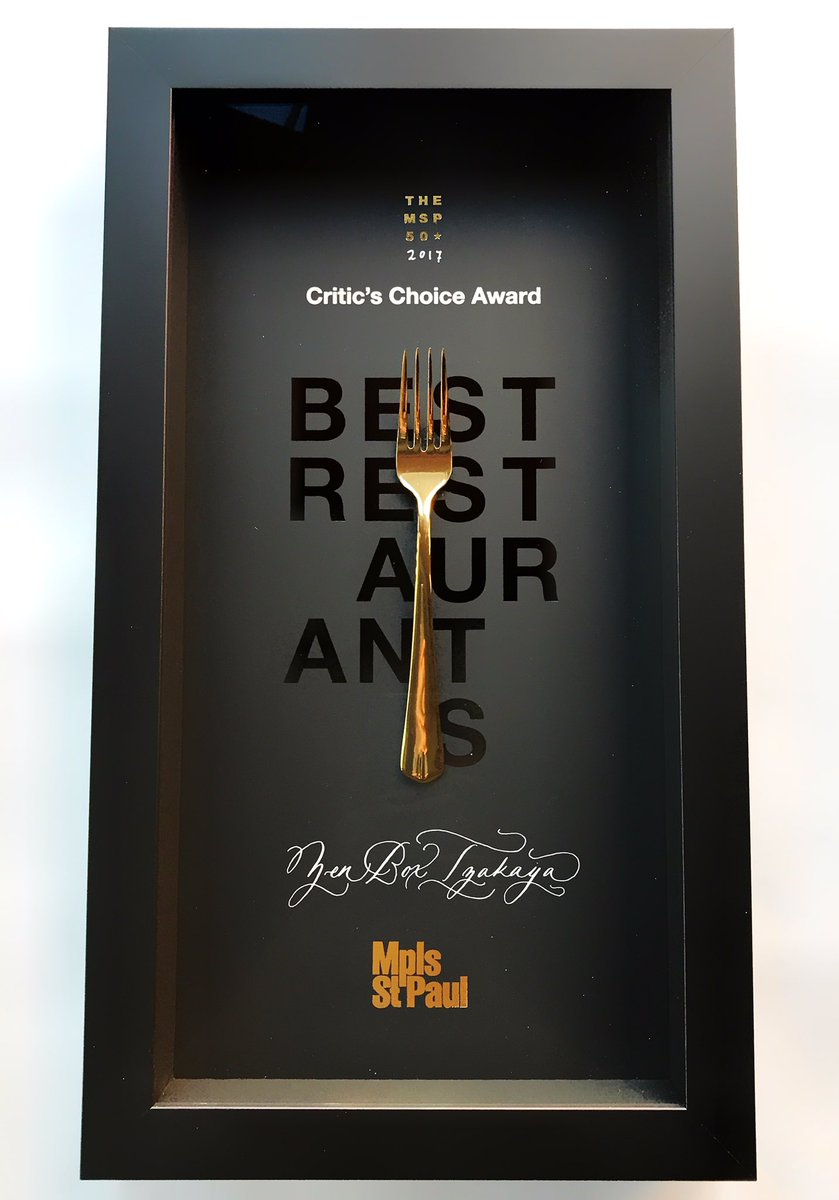 THE
MSP
50*
2017
Critic's Choice Award
BEST
REST
AUR
ANT
S
Zen Box Izakaya
Mpls
St Paul